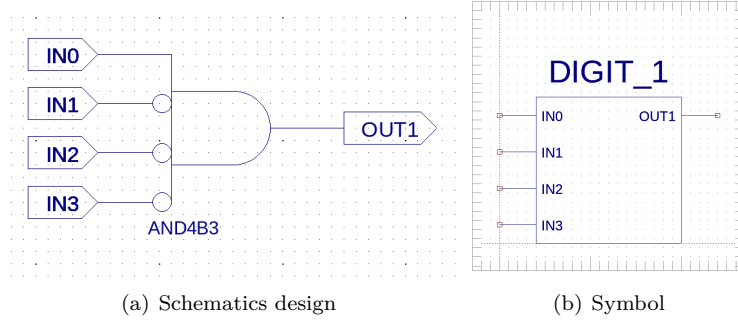 IN0
IN1
IN2
IN3
OUT1
AND4B3
(a) Schematics design
DIGIT_1
IN0
OUT1
IN1
IN2
IN3
(b) Symbol